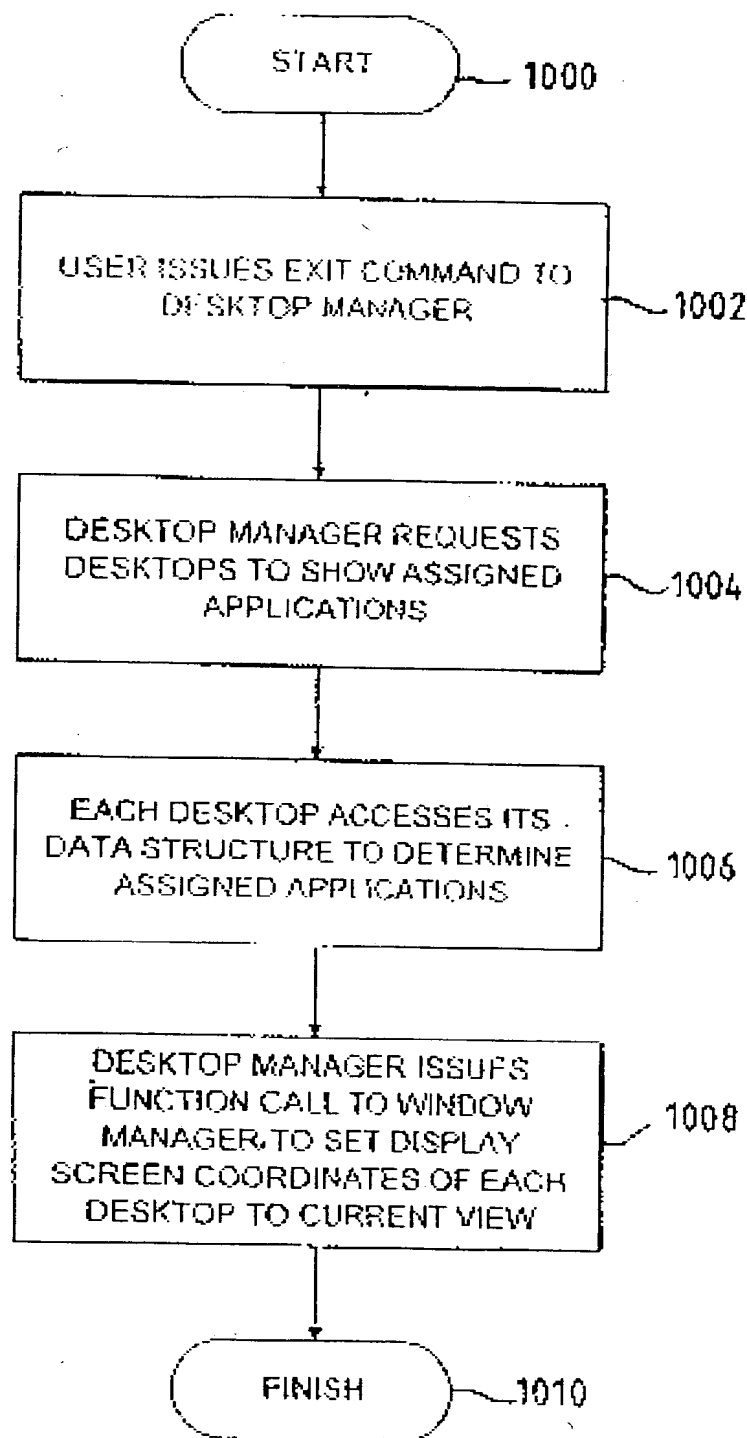 START
1000
USER ISSUES EXIT COMMAND TO
DESKTOP MANAGER
1002
DESKTOP MANAGER REQUESTS
DESKTOPS TO SHOW ASSIGNED
APPLICATIONS
1004
EACH DESKTOP ACCESSES ITS
DATA STRUCTURE TO DETERMINE
ASSIGNED APPLICATIONS
1006
DESKTOP MANAGER ISSUES
FUNCTION CALL TO WINDOW
MANAGER TO SET DISPLAY
SCREEN COORDINATES OF EACH
DESKTOP TO CURRENT VIEW
1008
FINISH
1010